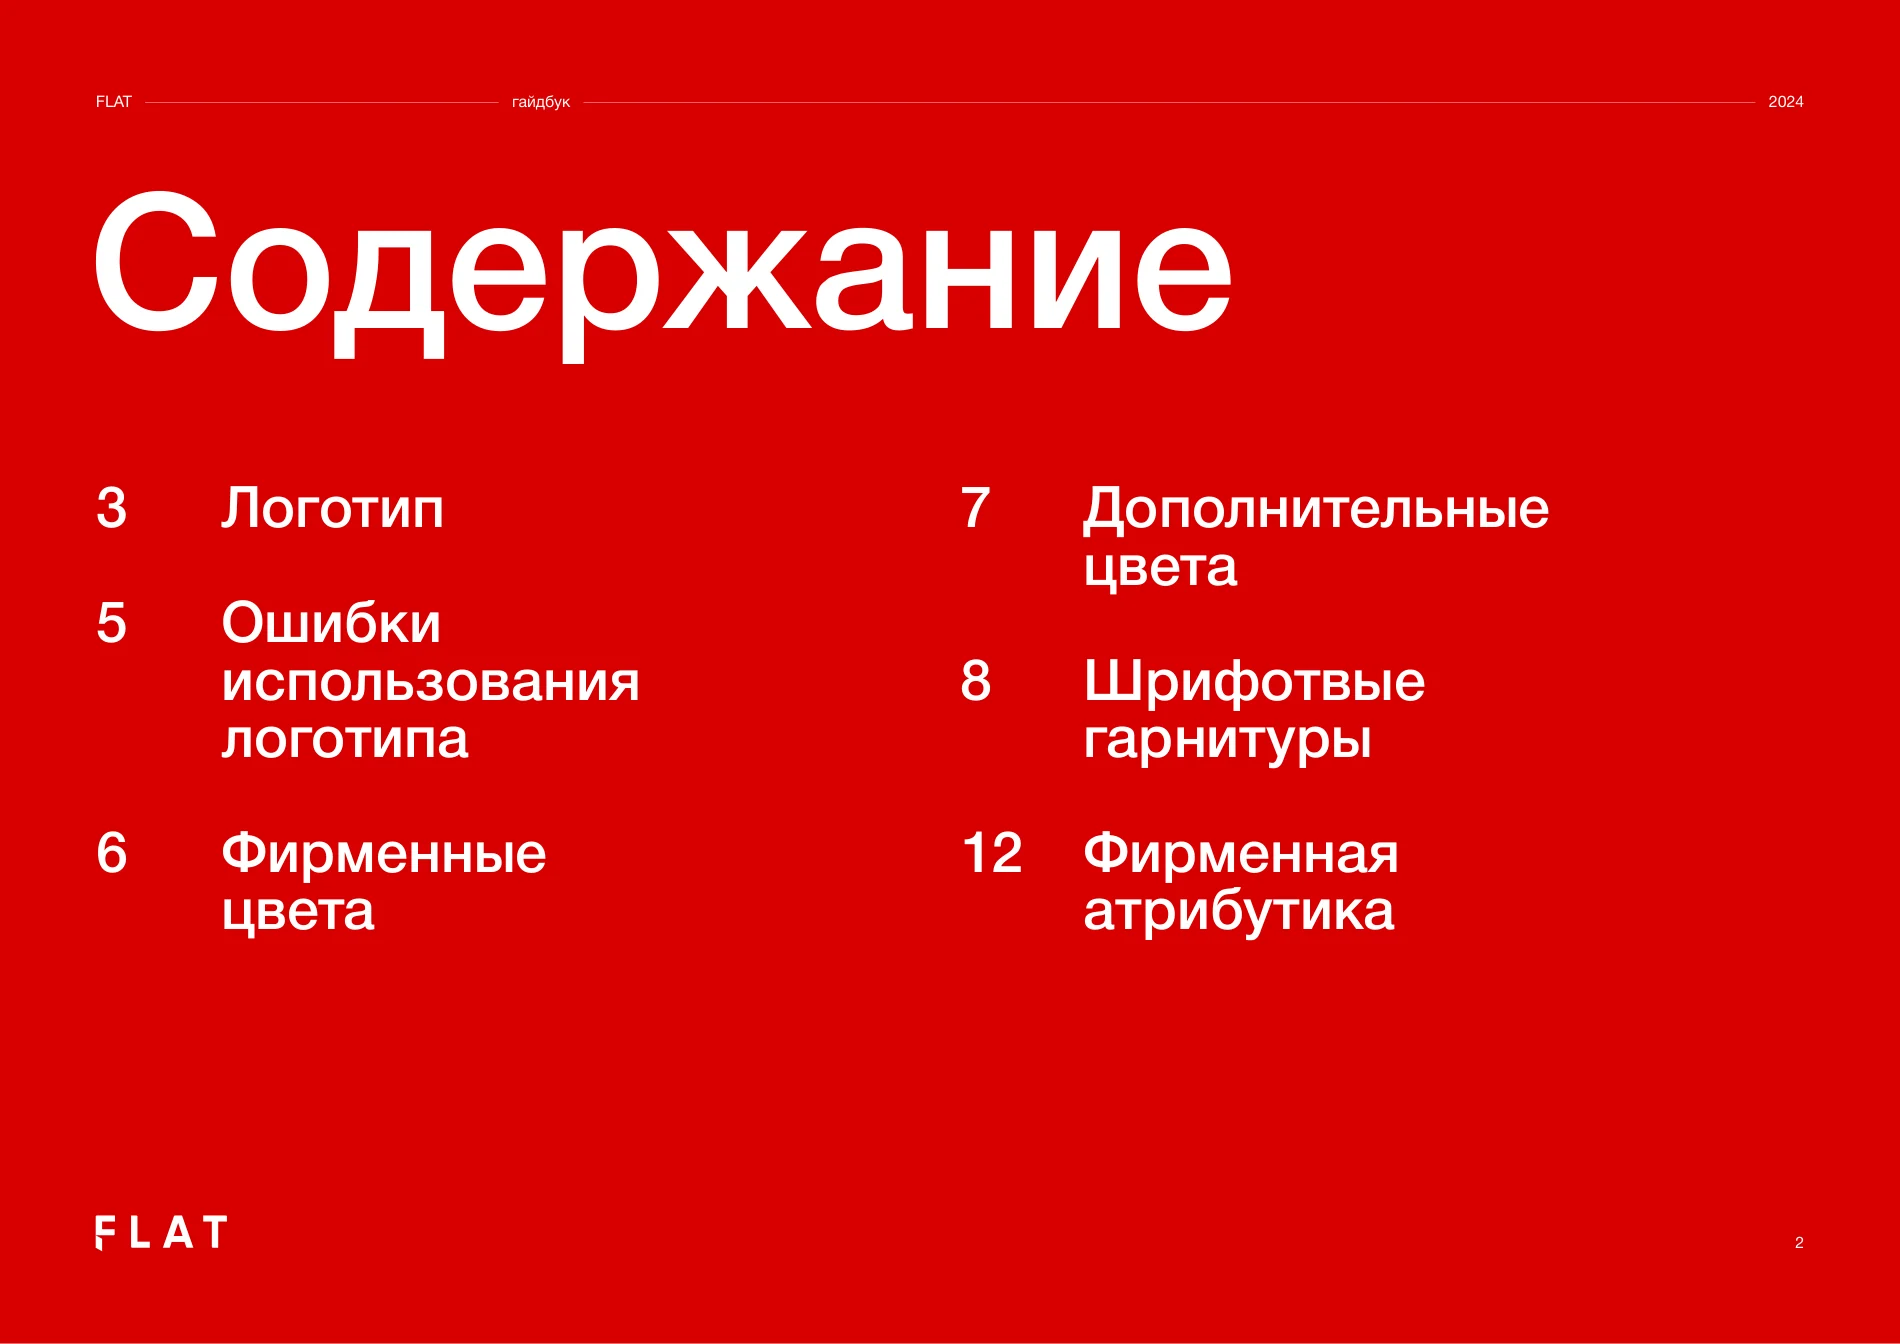 FLAT гайдбук 2024
Содержание
3 Логотип
5 Ошибки
использования
логотипа
6 Фирменные
цвета
7 Дополнительные
цвета
8 Шрифотвые
гарнитуры
12 Фирменная
атрибутика
FLAT
2